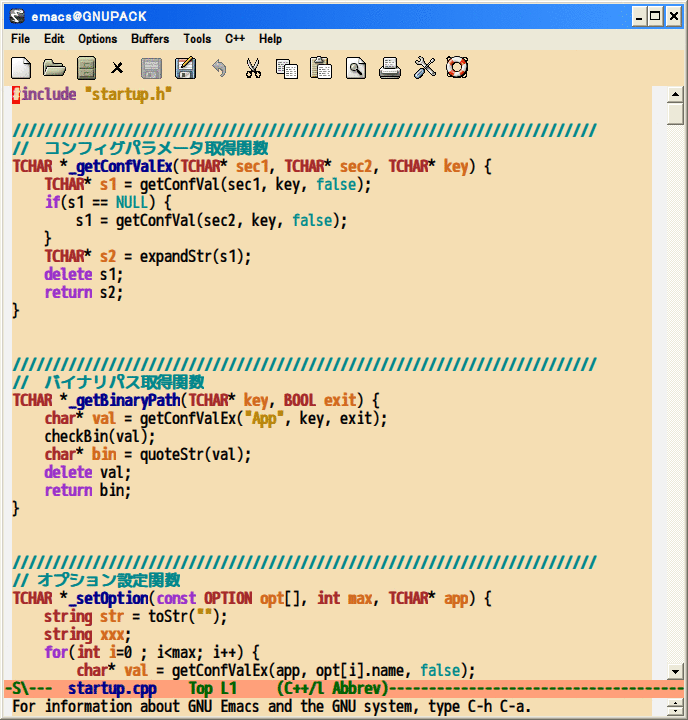 emacs@GNUPACK
File Edit Options Buffers Tools C++ Help
#include "startup.h"
/////////////////////////////////////////////////////////////////////////
//  コンフィグパラメータ取得関数
TCHAR *_getConfValEx(TCHAR* sec1, TCHAR* sec2, TCHAR* key) {
    TCHAR* s1 = getConfVal(sec1, key, false);
    if(s1 == NULL) {
        s1 = getConfVal(sec2, key, false);
    }
    TCHAR* s2 = expandStr(s1);
    delete s1;
    return s2;
}
/////////////////////////////////////////////////////////////////////////
//  バイナリパス取得関数
TCHAR *_getBinaryPath(TCHAR* key, BOOL exit) {
    char* val = getConfValEx("App", key, exit);
    checkBin(val);
    char* bin = quoteStr(val);
    delete val;
    return bin;
}
/////////////////////////////////////////////////////////////////////////
// オプション設定関数
TCHAR *_setOption(const OPTION opt[], int max, TCHAR* app) {
    string str = toStr("");
    string xxx;
    for(int i=0 ; i<max; i++) {
        char* val = getConfValEx(app, opt[i].name, false);
-S\---  startup.cpp    Top L1     (C++/l Abbrev)-------------------------------------
For information about GNU Emacs and the GNU system, type C-h C-a.